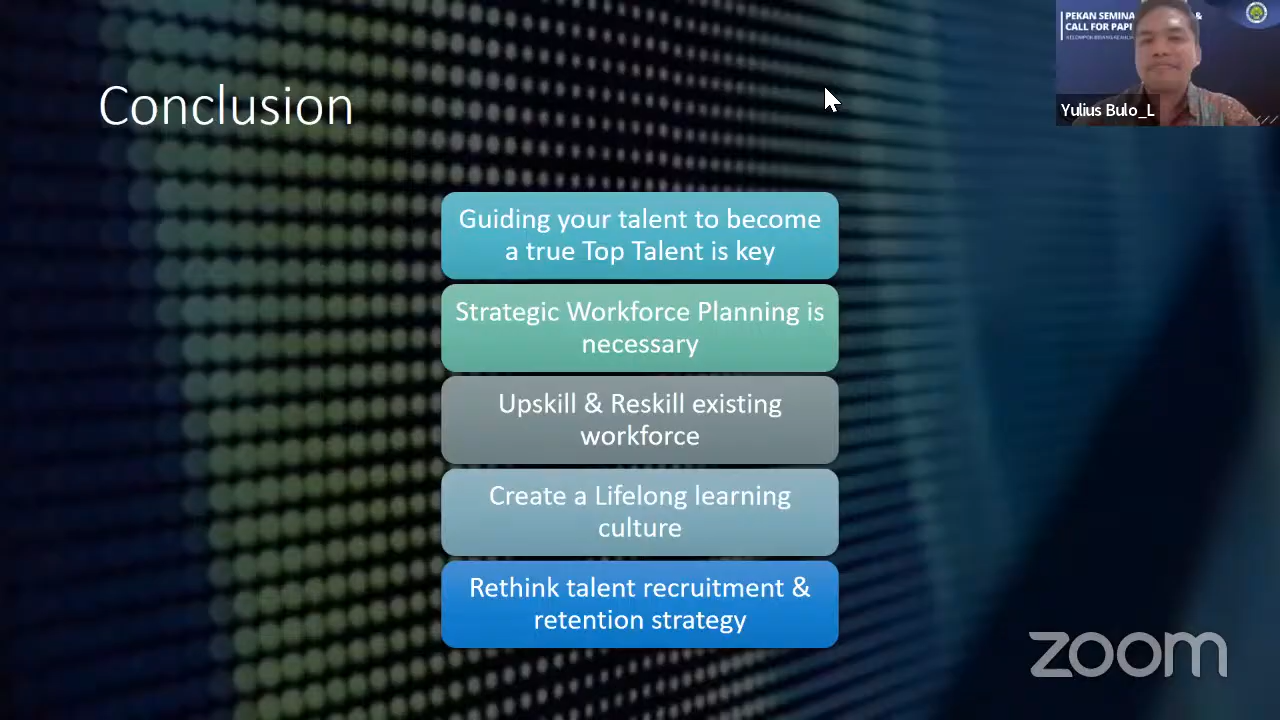 Conclusion
PEKAN SEMINA
&
CALL FOR PAP
Yulius Bulo_L
Guiding your talent to become
a true Top Talent is key
Strategic Workforce Planning is
necessary
Upskill & Reskill existing
workforce
Create a Lifelong learning
culture
Rethink talent recruitment &
retention strategy
zoom